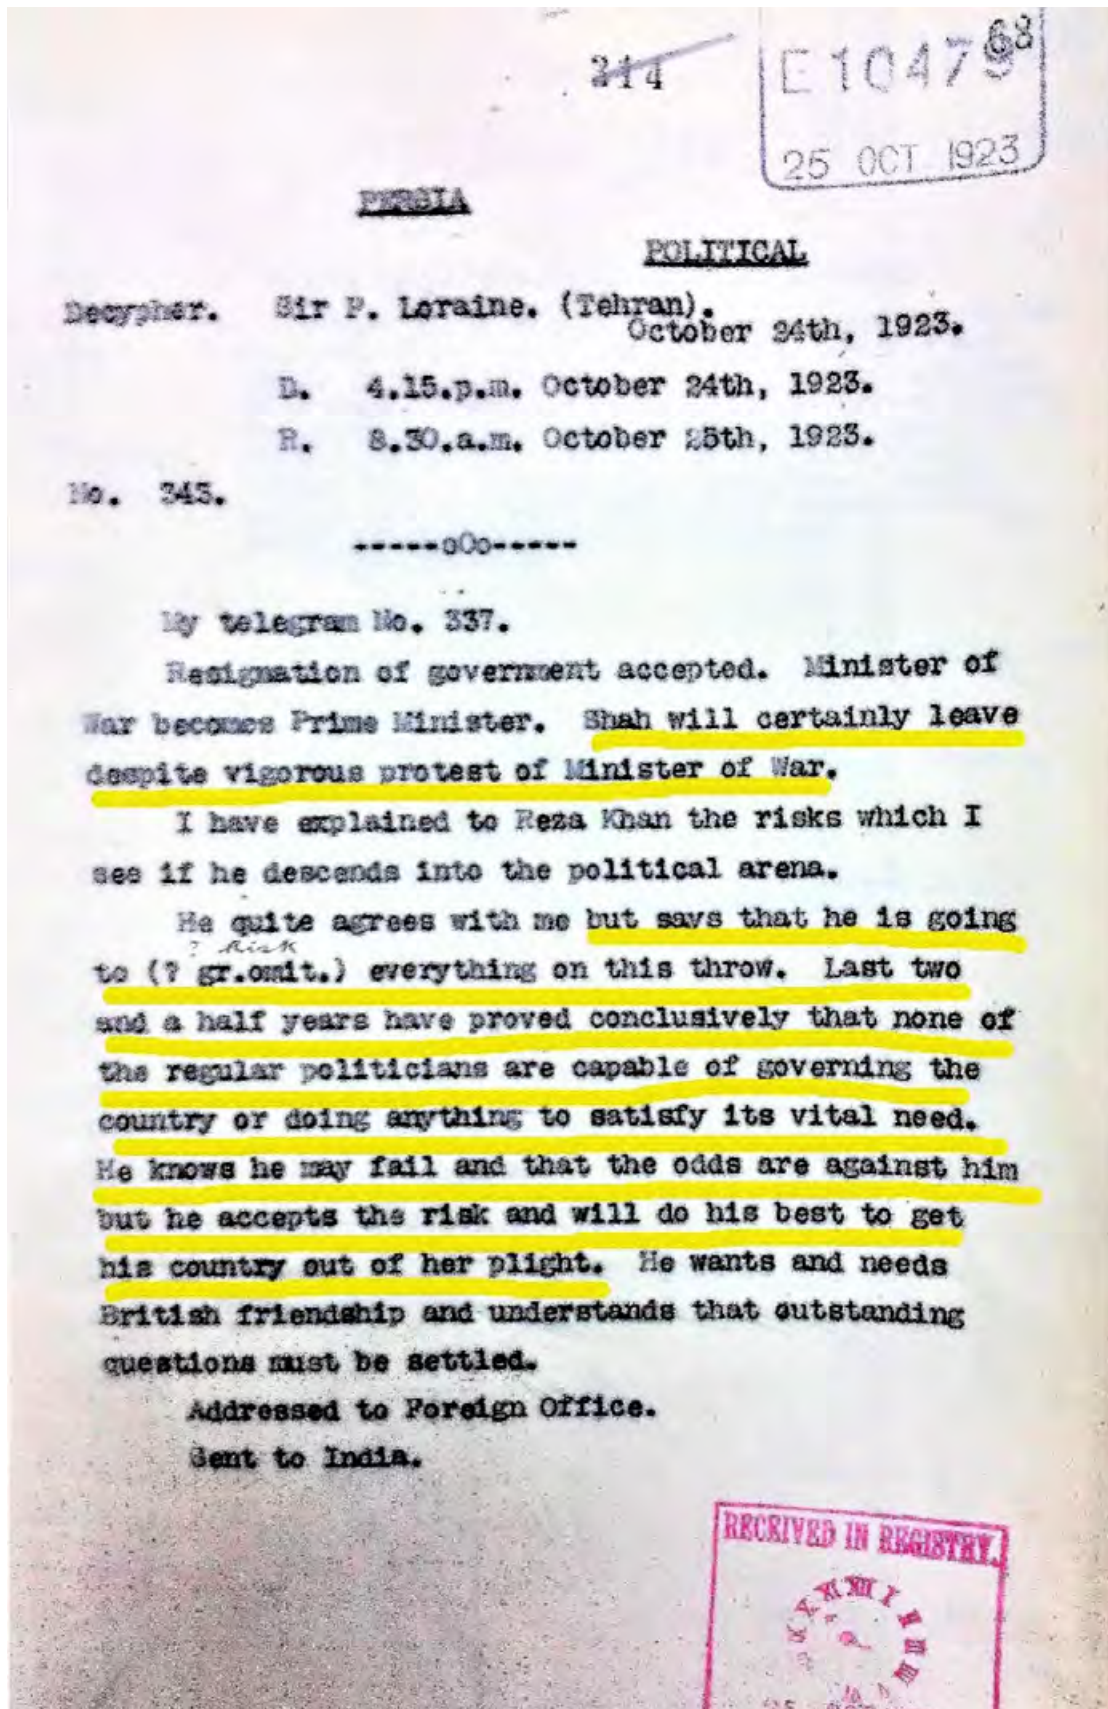 214
68
E 10479
25 OCT 1923
PERSIA
POLITICAL
Decypher. Sir P. Loraine. (Tehran).
October 24th, 1923.
D. 4.15.p.m. October 24th, 1923.
R. 8.30.a.m. October 25th, 1923.
No. 343.
-----oOo-----
My telegram No. 337.
Resignation of government accepted. Minister of
War becomes Prime Minister. Shah will certainly leave
despite vigorous protest of Minister of War.
I have explained to Reza Khan the risks which I
see if he descends into the political arena.
He quite agrees with me but says that he is going
? Risk
to (? gr.omit.) everything on this throw. Last two
and a half years have proved conclusively that none of
the regular politicians are capable of governing the
country or doing anything to satisfy its vital need.
He knows he may fail and that the odds are against him
but he accepts the risk and will do his best to get
his country out of her plight. He wants and needs
British friendship and understands that outstanding
questions must be settled.
Addressed to Foreign Office.
Sent to India.
RECEIVED IN REGISTRY.
XI XII I II III